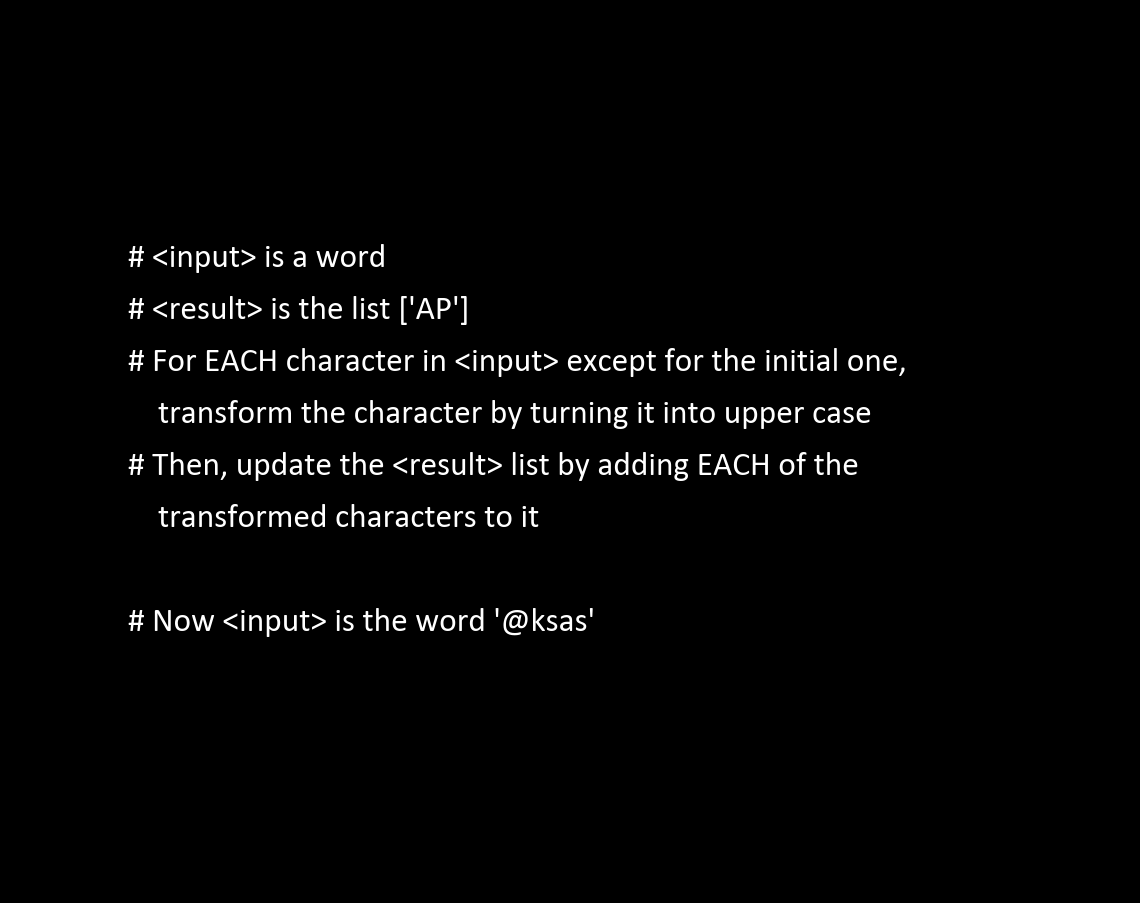 # <input> is a word
# <result> is the list ['AP']
# For EACH character in <input> except for the initial one,
transform the character by turning it into upper case
# Then, update the <result> list by adding EACH of the
transformed characters to it
# Now <input> is the word '@ksas'